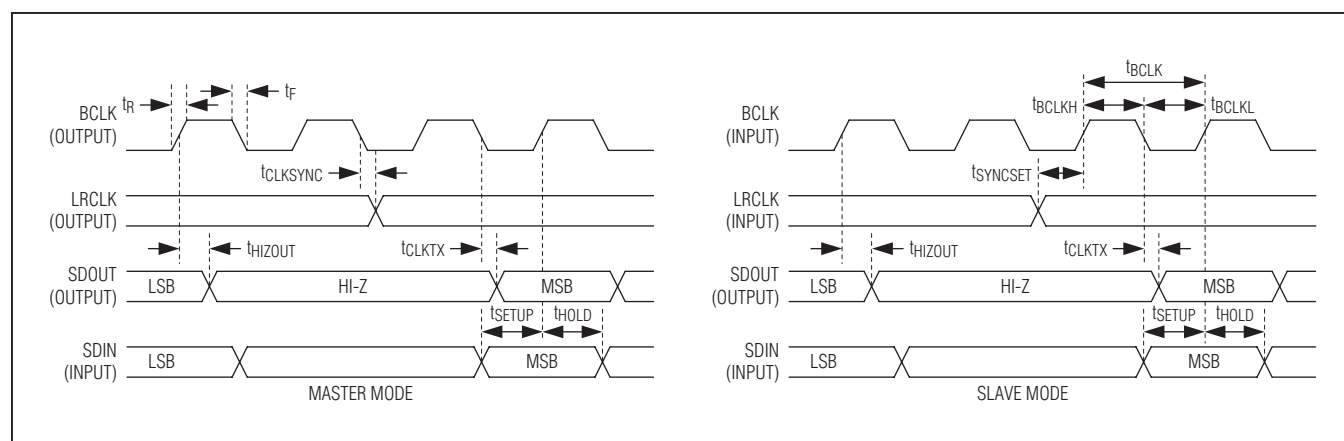 tR
tF
BCLK
(OUTPUT)
tCLKSYNC
LRCLK
(OUTPUT)
tHIZOUT
tCLKTX
SDOUT
(OUTPUT)
LSB
HI-Z
MSB
tSETUP
tHOLD
SDIN
(INPUT)
LSB
MSB
MASTER MODE
tBCLK
tBCLKH
tBCLKL
BCLK
(INPUT)
tSYNCSET
LRCLK
(INPUT)
tHIZOUT
tCLKTX
SDOUT
(OUTPUT)
LSB
HI-Z
MSB
tSETUP
tHOLD
SDIN
(INPUT)
LSB
MSB
SLAVE MODE